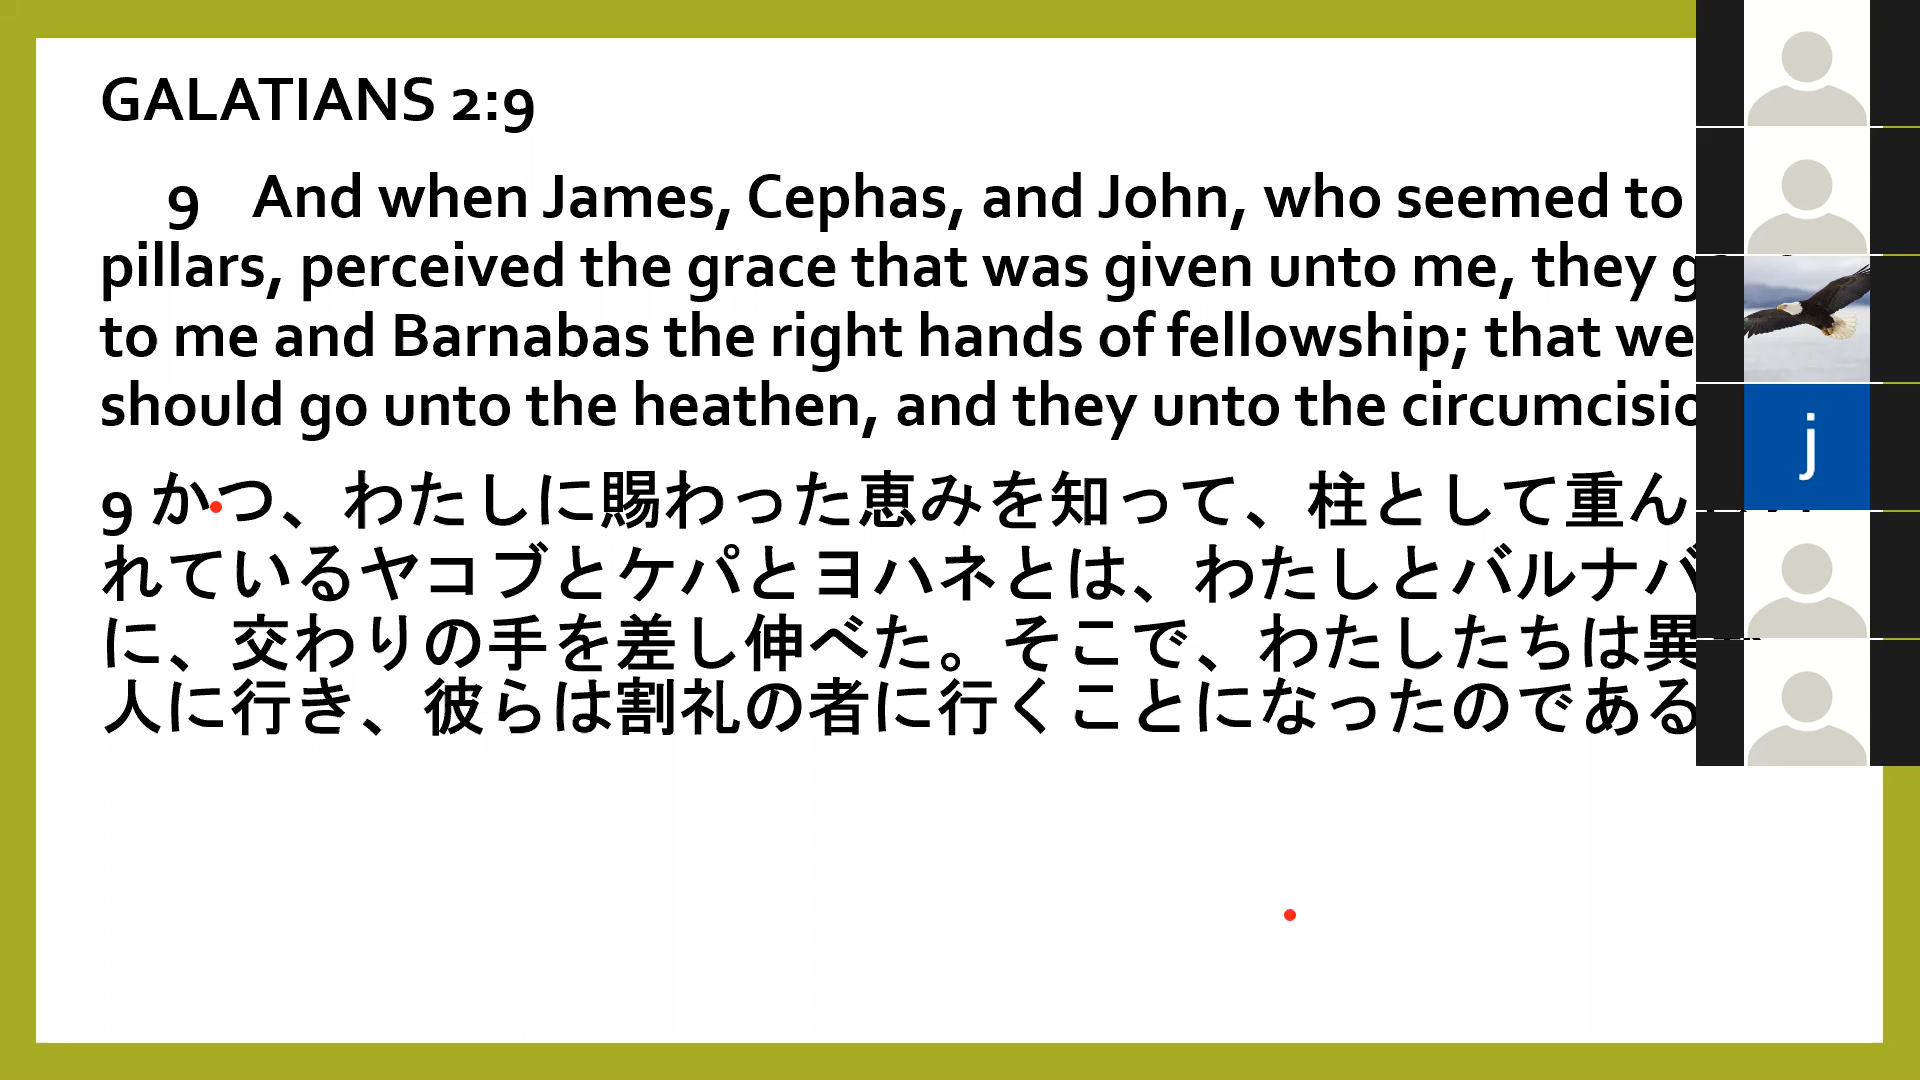 GALATIANS 2:9
9 And when James, Cephas, and John, who seemed to
pillars, perceived the grace that was given unto me, they
to me and Barnabas the right hands of fellowship; that we
should go unto the heathen, and they unto the
9 かつ、わたしに賜わった恵みを知って、柱として重ん
れているヤコブとケパとヨハネとは、わたしとバルナバ
に、交わりの手を差し伸べた。そこで、わたしたちは異
人に行き、彼らは割礼の者に行くことになったのである
j